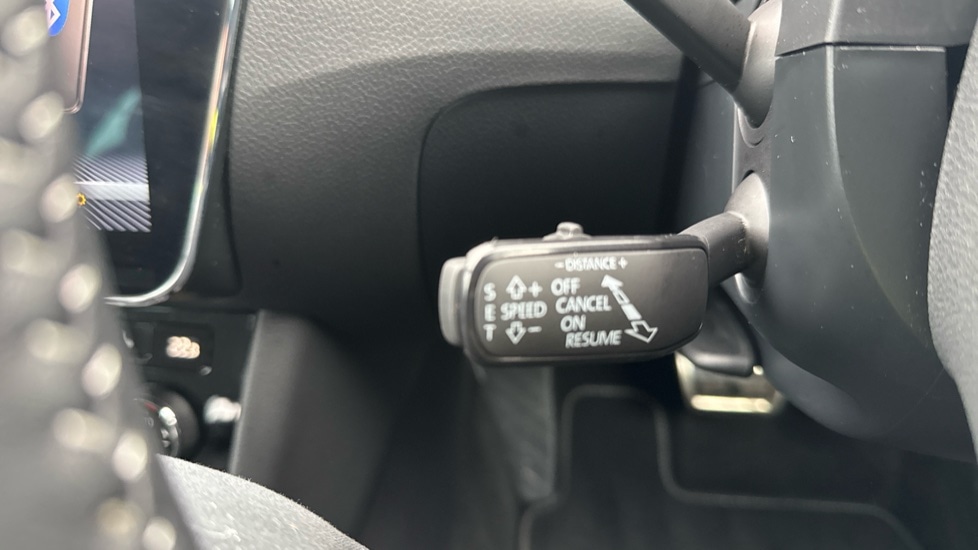 - DISTANCE +
S E T
+
SPEED
-
OFF
CANCEL
ON
RESUME